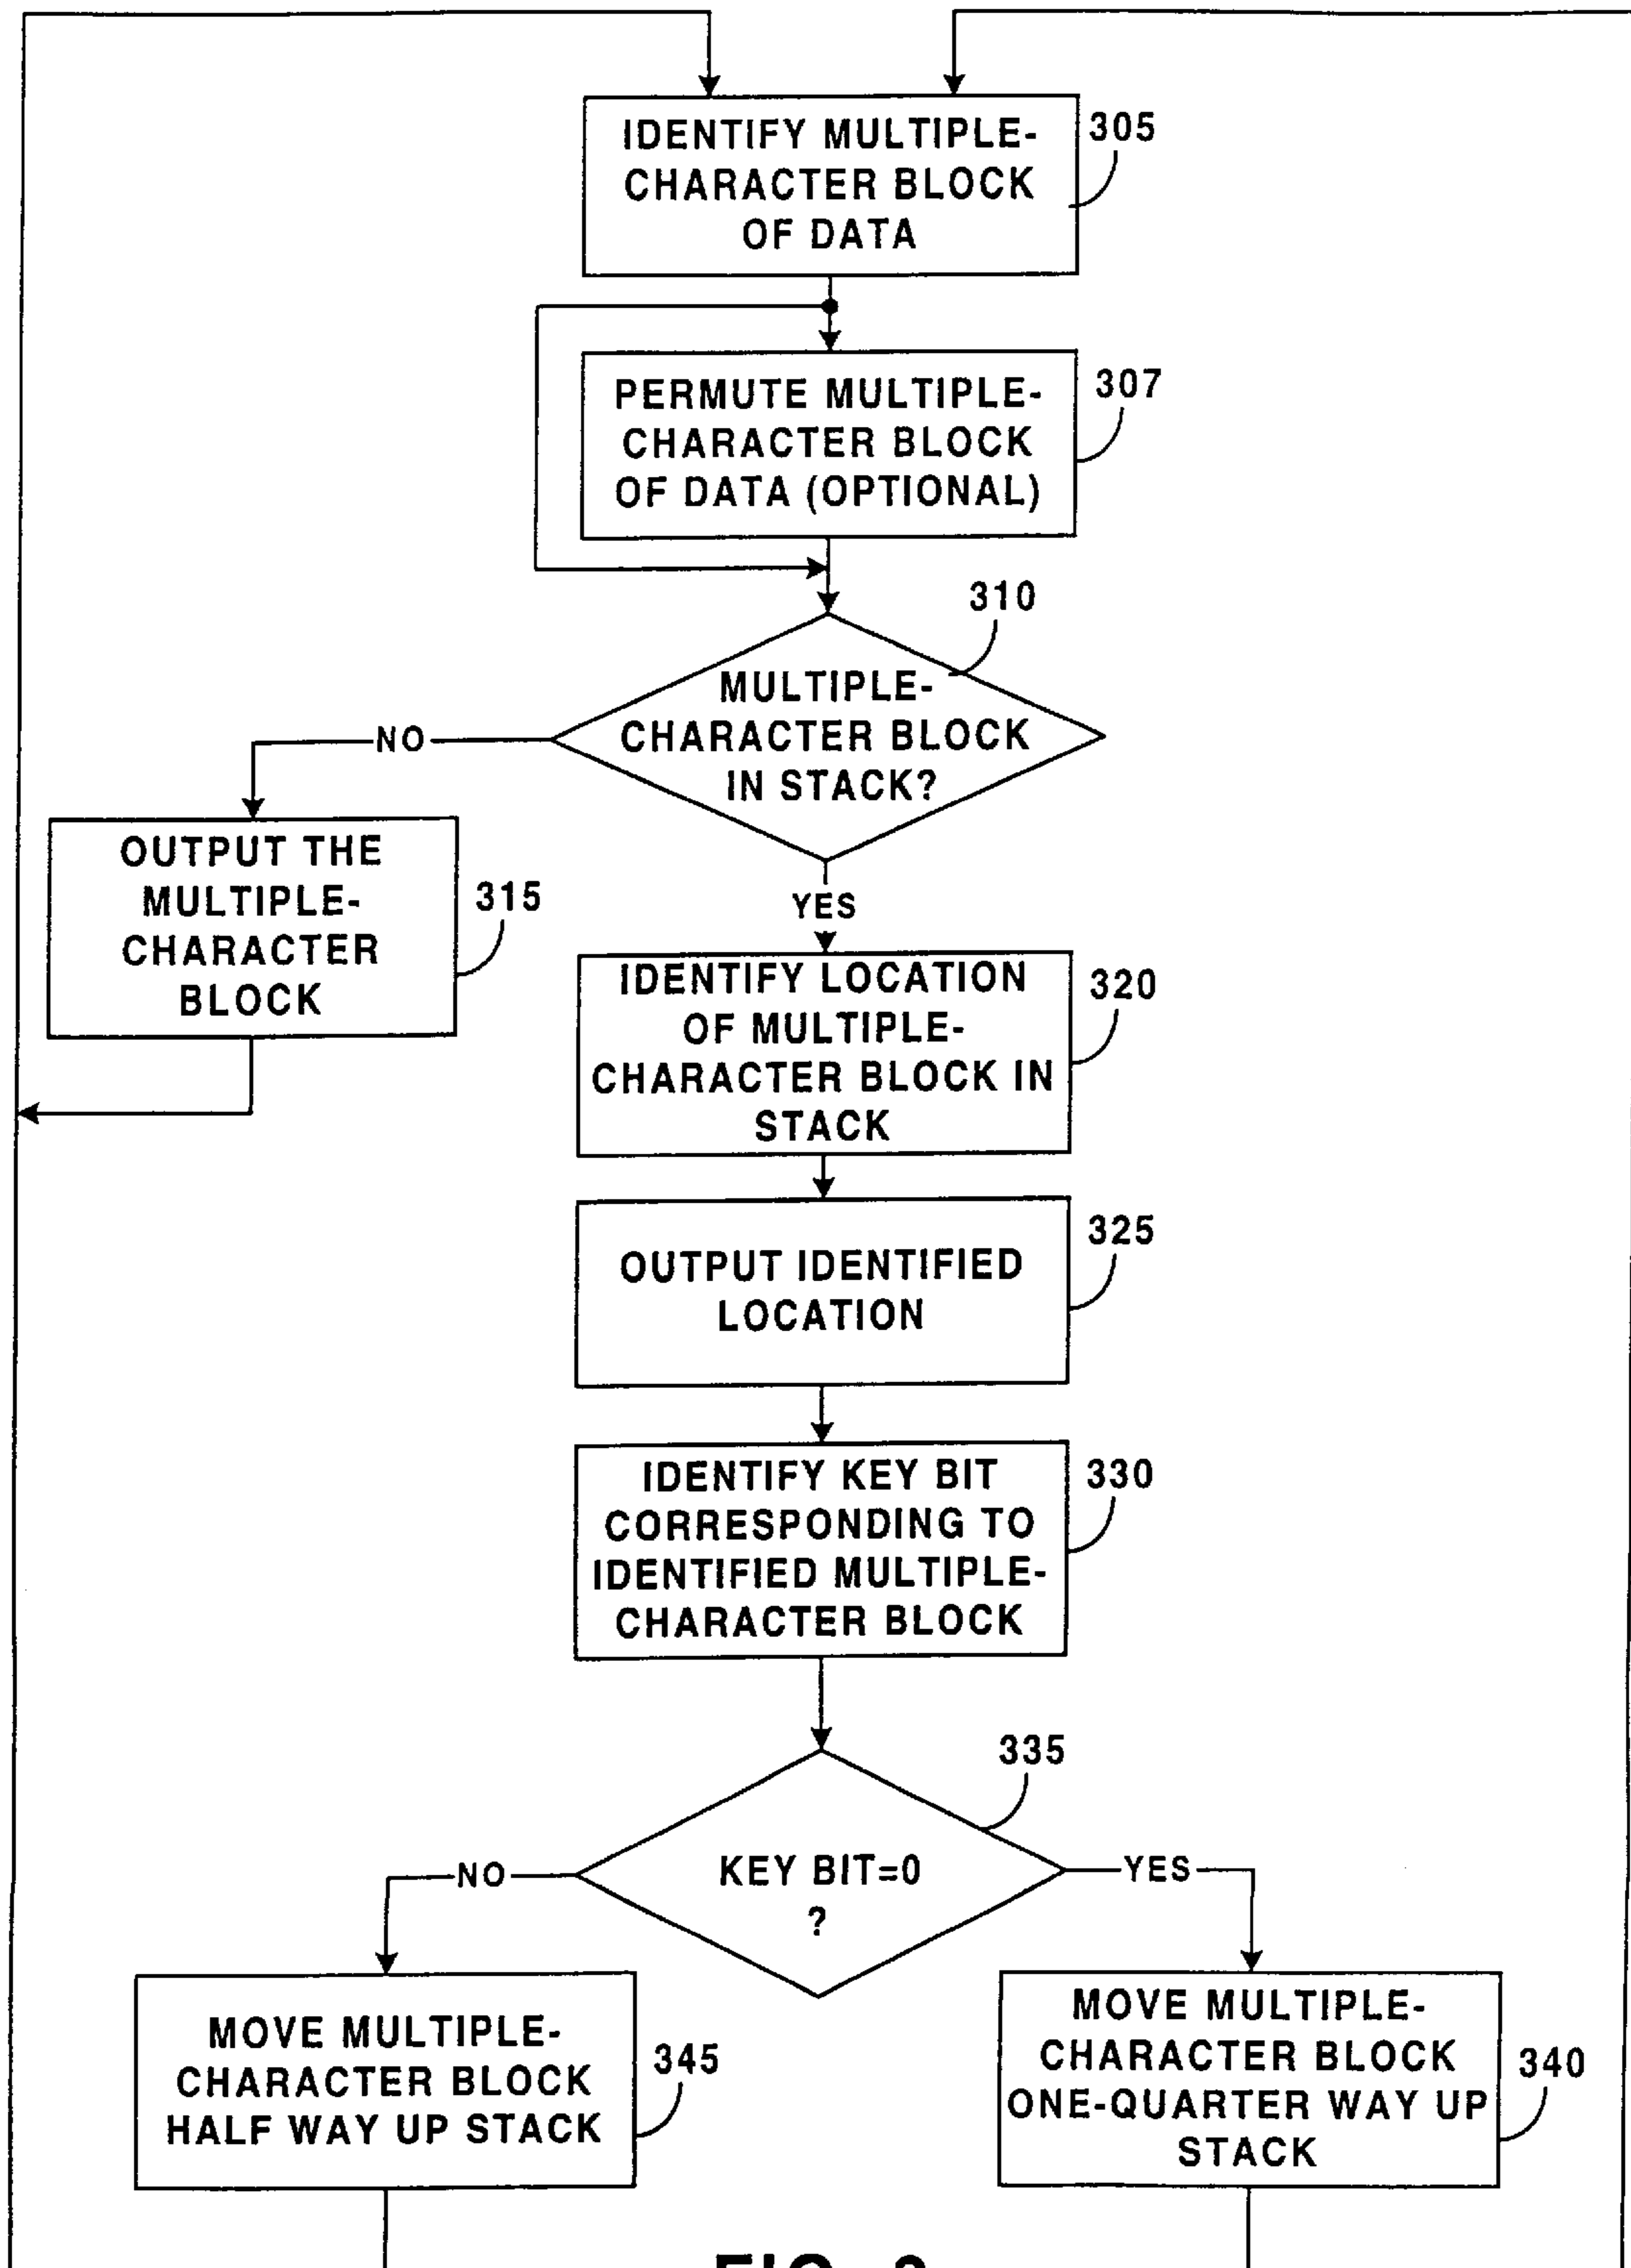 IDENTIFY MULTIPLE-
CHARACTER BLOCK
OF DATA
305
PERMUTE MULTIPLE-
CHARACTER BLOCK
OF DATA (OPTIONAL)
307
310
MULTIPLE-
CHARACTER BLOCK
IN STACK?
NO
YES
OUTPUT THE
MULTIPLE-
CHARACTER
BLOCK
315
IDENTIFY LOCATION
OF MULTIPLE-
CHARACTER BLOCK IN
STACK
320
OUTPUT IDENTIFIED
LOCATION
325
IDENTIFY KEY BIT
CORRESPONDING TO
IDENTIFIED MULTIPLE-
CHARACTER BLOCK
330
335
KEY BIT=0
?
NO
YES
MOVE MULTIPLE-
CHARACTER BLOCK
HALF WAY UP STACK
345
MOVE MULTIPLE-
CHARACTER BLOCK
ONE-QUARTER WAY UP
STACK
340